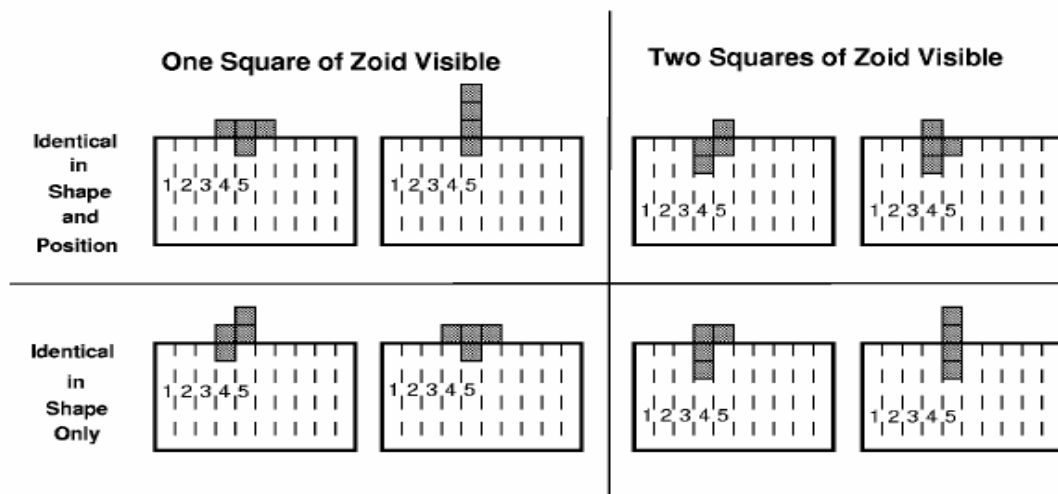 One Square of Zoid Visible
Two Squares of Zoid Visible
Identical
in
Shape
and
Position
1 2 3 4 5
1 2 3 4 5
1 2 3 4 5
1 2 3 4 5
Identical
in
Shape
Only
1 2 3 4 5
1 2 3 4 5
1 2 3 4 5
1 2 3 4 5